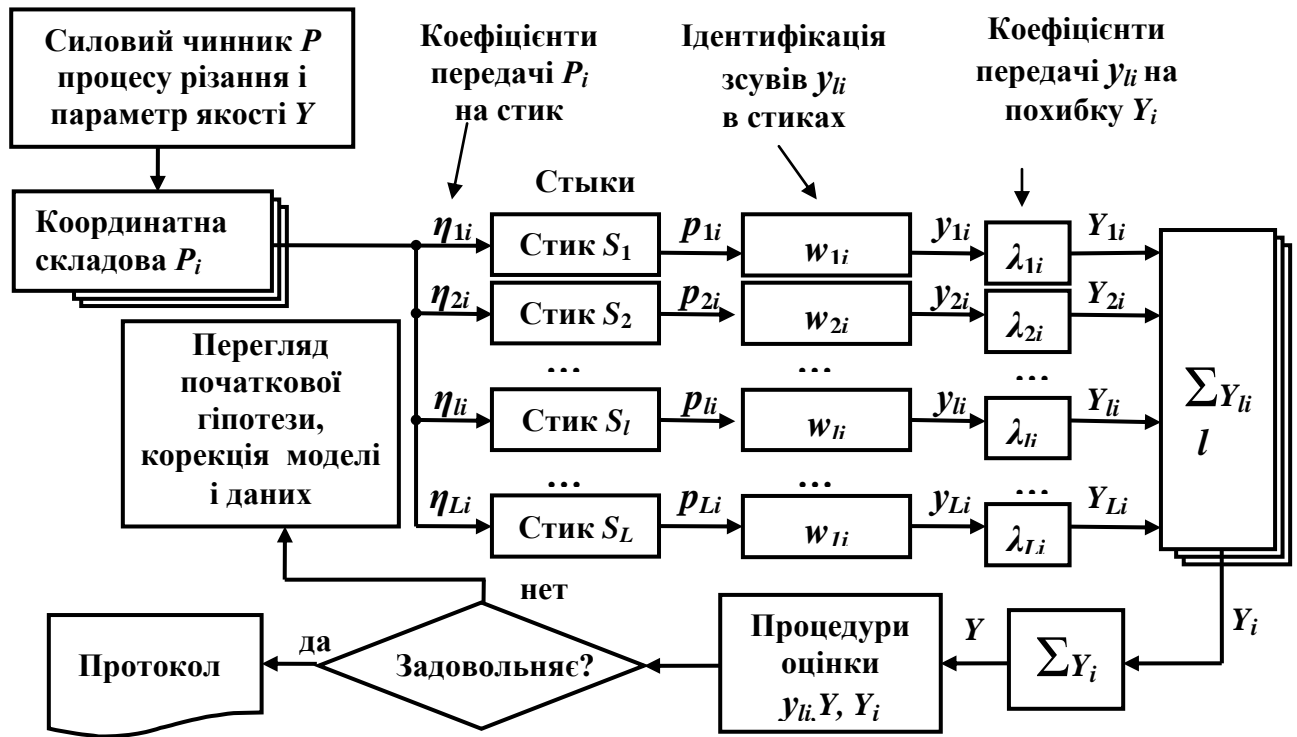 Силовий чинник P
процесу різання і
параметр якості Y
Коефіцієнти
передачі Pi
на стик
Ідентифікація
зсувів yli
в стиках
Коефіцієнти
передачі yli на
похибку Yi
Стыки
Координатна
складова Pi
η1i Стик S1 p1i w1i y1i λ1i Y1i
η2i Стик S2 p2i w2i y2i λ2i Y2i
... ... ...
ηli Стик Sl pli wli yli λli Yli
... ... ...
ηLi Стик SL pLi wli yLi λLi YLi
∑Yli
l
Перегляд
початкової
гіпотези,
корекція моделі
і даних
нет
да
Протокол
Задовольняє?
Процедури
оцінки
yli,Y, Yi
Y
∑Yi
Yi